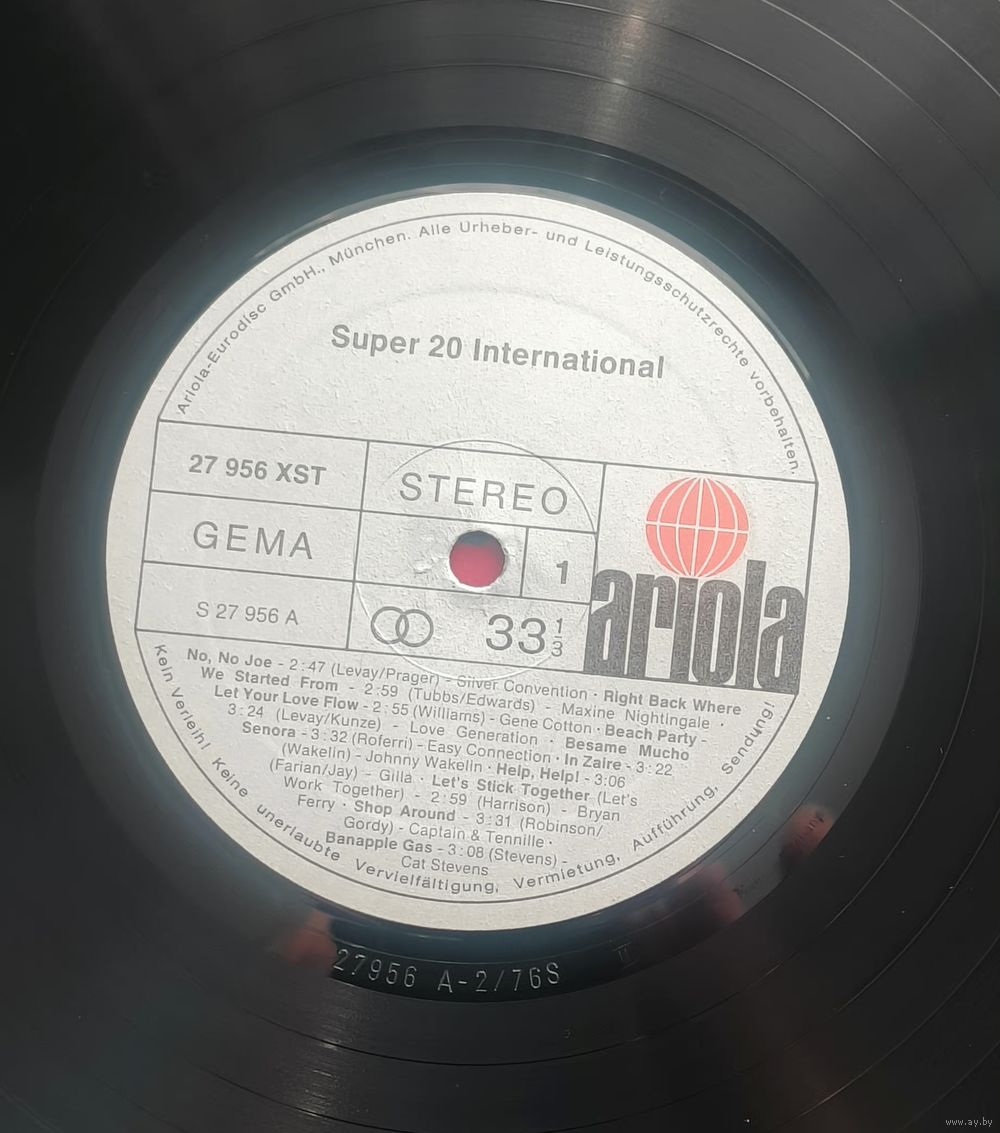 Ariola-Eurodisc GmbH., München. Alle Urheber- und Leistungsschutzrechte vorbehalten.
Super 20 International
27 956 XST
STEREO
GEMA
1
S 27 956 A
33 1/3
ariola
No, No Joe - 2:47 (Levay/Prager) - Silver Convention · Right Back Where
We Started From - 2:59 (Tubbs/Edwards) - Maxine Nightingale ·
Let Your Love Flow - 2:55 (Williams) - Gene Cotton · Beach Party -
3:24 (Levay/Kunze) - Love Generation · Besame Mucho
Senora - 3:32 (Roferri) - Easy Connection · In Zaire - 3:22
(Wakelin) - Johnny Wakelin · Help, Help! - 3:06
(Farian/Jay) - Gilla · Let's Stick Together (Let's
Work Together) - 2:59 (Harrison) - Bryan
Ferry · Shop Around - 3:31 (Robinson/
Gordy) - Captain & Tennille ·
Banapple Gas - 3:08 (Stevens) -
Cat Stevens
Kein Verleih! Keine unerlaubte Vervielfältigung, Vermietung, Aufführung, Sendung!
27956 A-2/76S II
www.ay.by